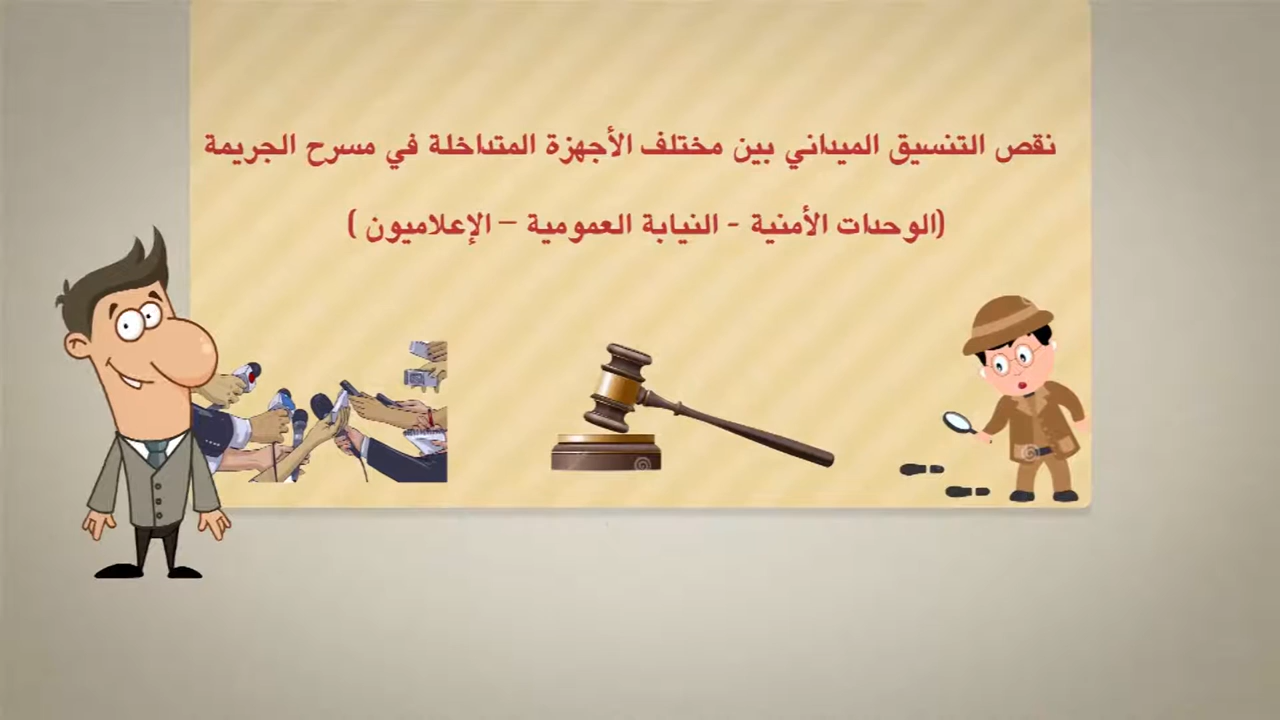 نقص التنسيق الميداني بين مختلف الأجهزة المتداخلة في مسرح الجريمة
(الوحدات الأمنية - النيابة العمومية – الإعلاميون )